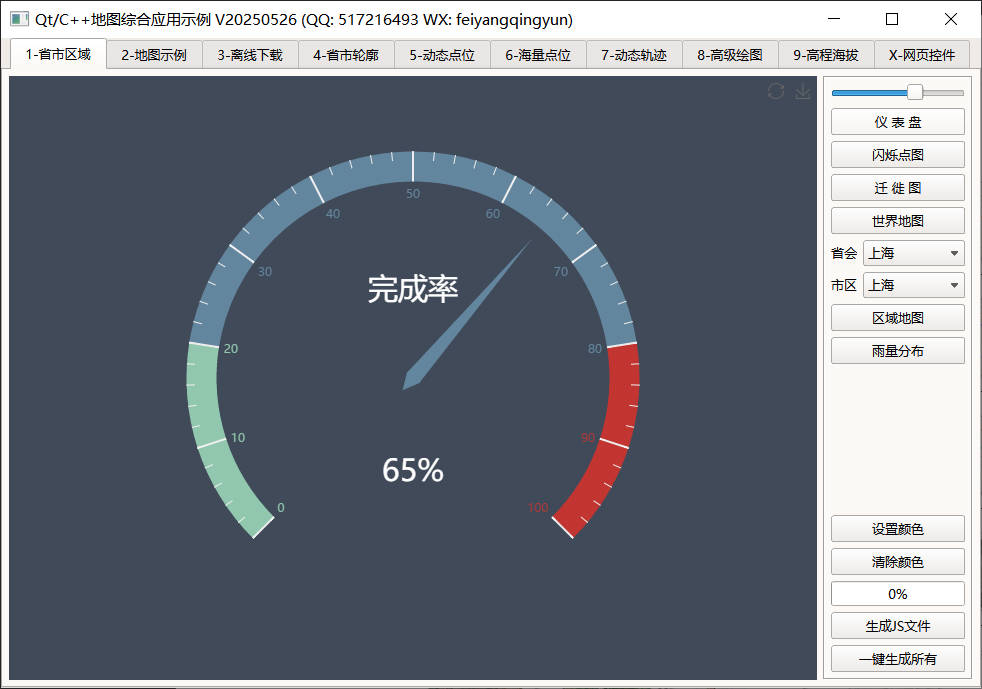 Qt/C++地图综合应用示例 V20250526 (QQ: 517216493 WX: feiyangqingyun)
1-省市区域 2-地图示例 3-离线下载 4-省市轮廓 5-动态点位 6-海量点位 7-动态轨迹 8-高级绘图 9-高程海拔 X-网页控件
50
40
60
30
70
完成率
20
80
10
90
65%
0
100
仪 表 盘
闪烁点图
迁 徙 图
世界地图
省会 上海
市区 上海
区域地图
雨量分布
设置颜色
清除颜色
0%
生成JS文件
一键生成所有